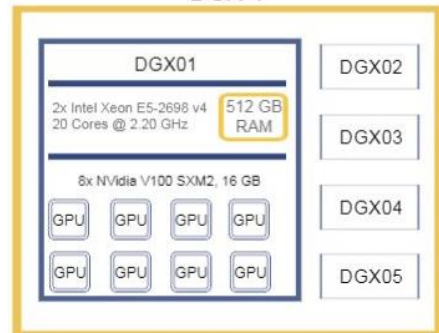 DGX01
2x Intel Xeon E5-2698 v4
20 Cores @ 2.20 GHz
512 GB
RAM
8x NVidia V100 SXM2, 16 GB
GPU GPU GPU GPU
GPU GPU GPU GPU
DGX02
DGX03
DGX04
DGX05